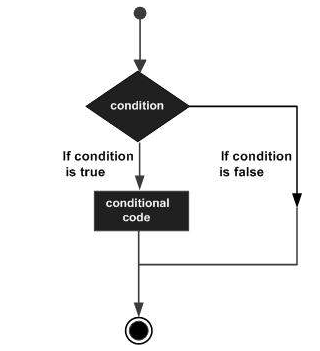 condition
If condition
is true
If condition
is false
conditional
code